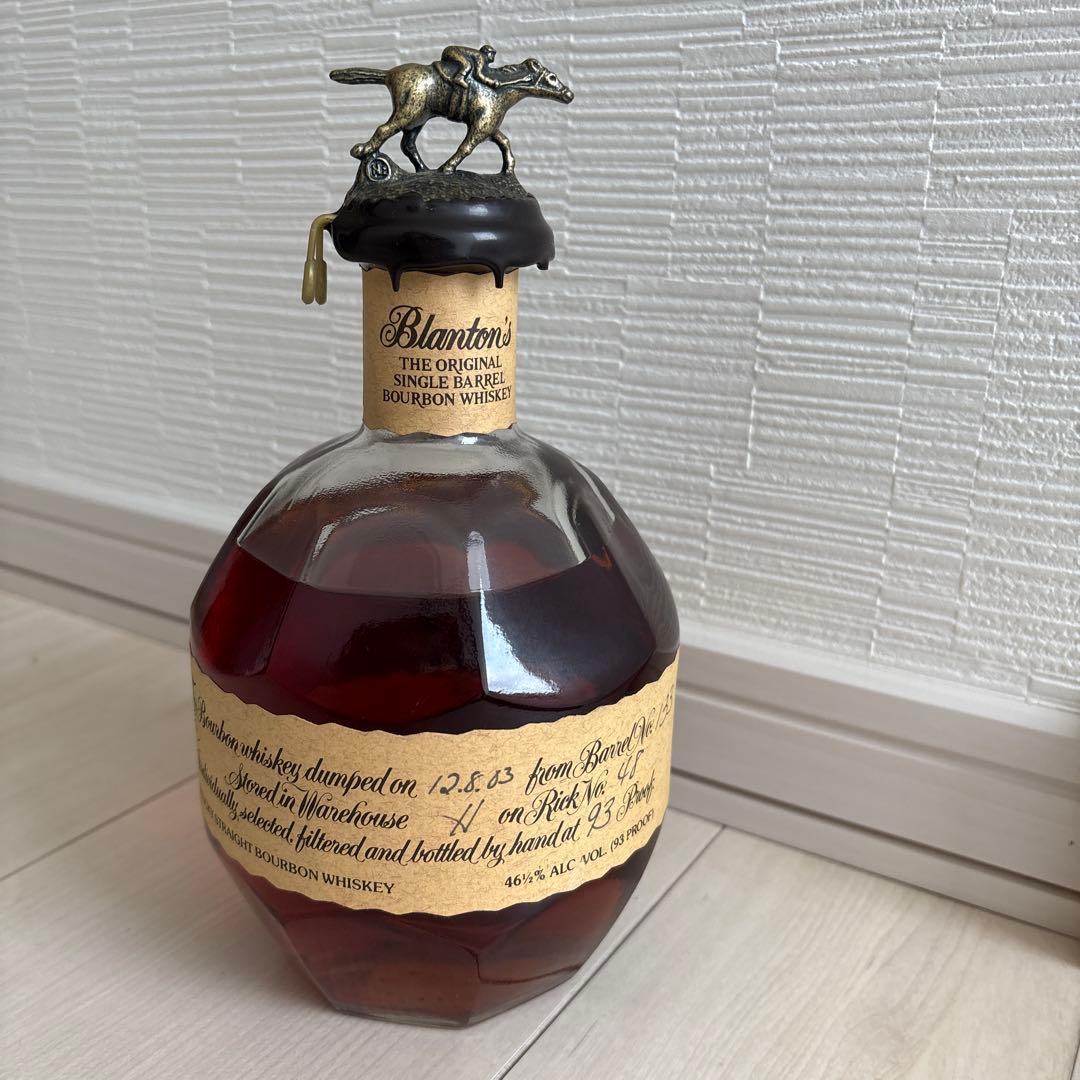 Blanton's
THE ORIGINAL
SINGLE BARREL
BOURBON WHISKEY
Bourbon whiskey dumped on 12.8.03 from Barrel No. 133
Stored in Warehouse H on Rick No. 48
individually selected, filtered and bottled by hand at 93 Proof.
STRAIGHT BOURBON WHISKEY 46½% ALC/VOL. (93 PROOF)